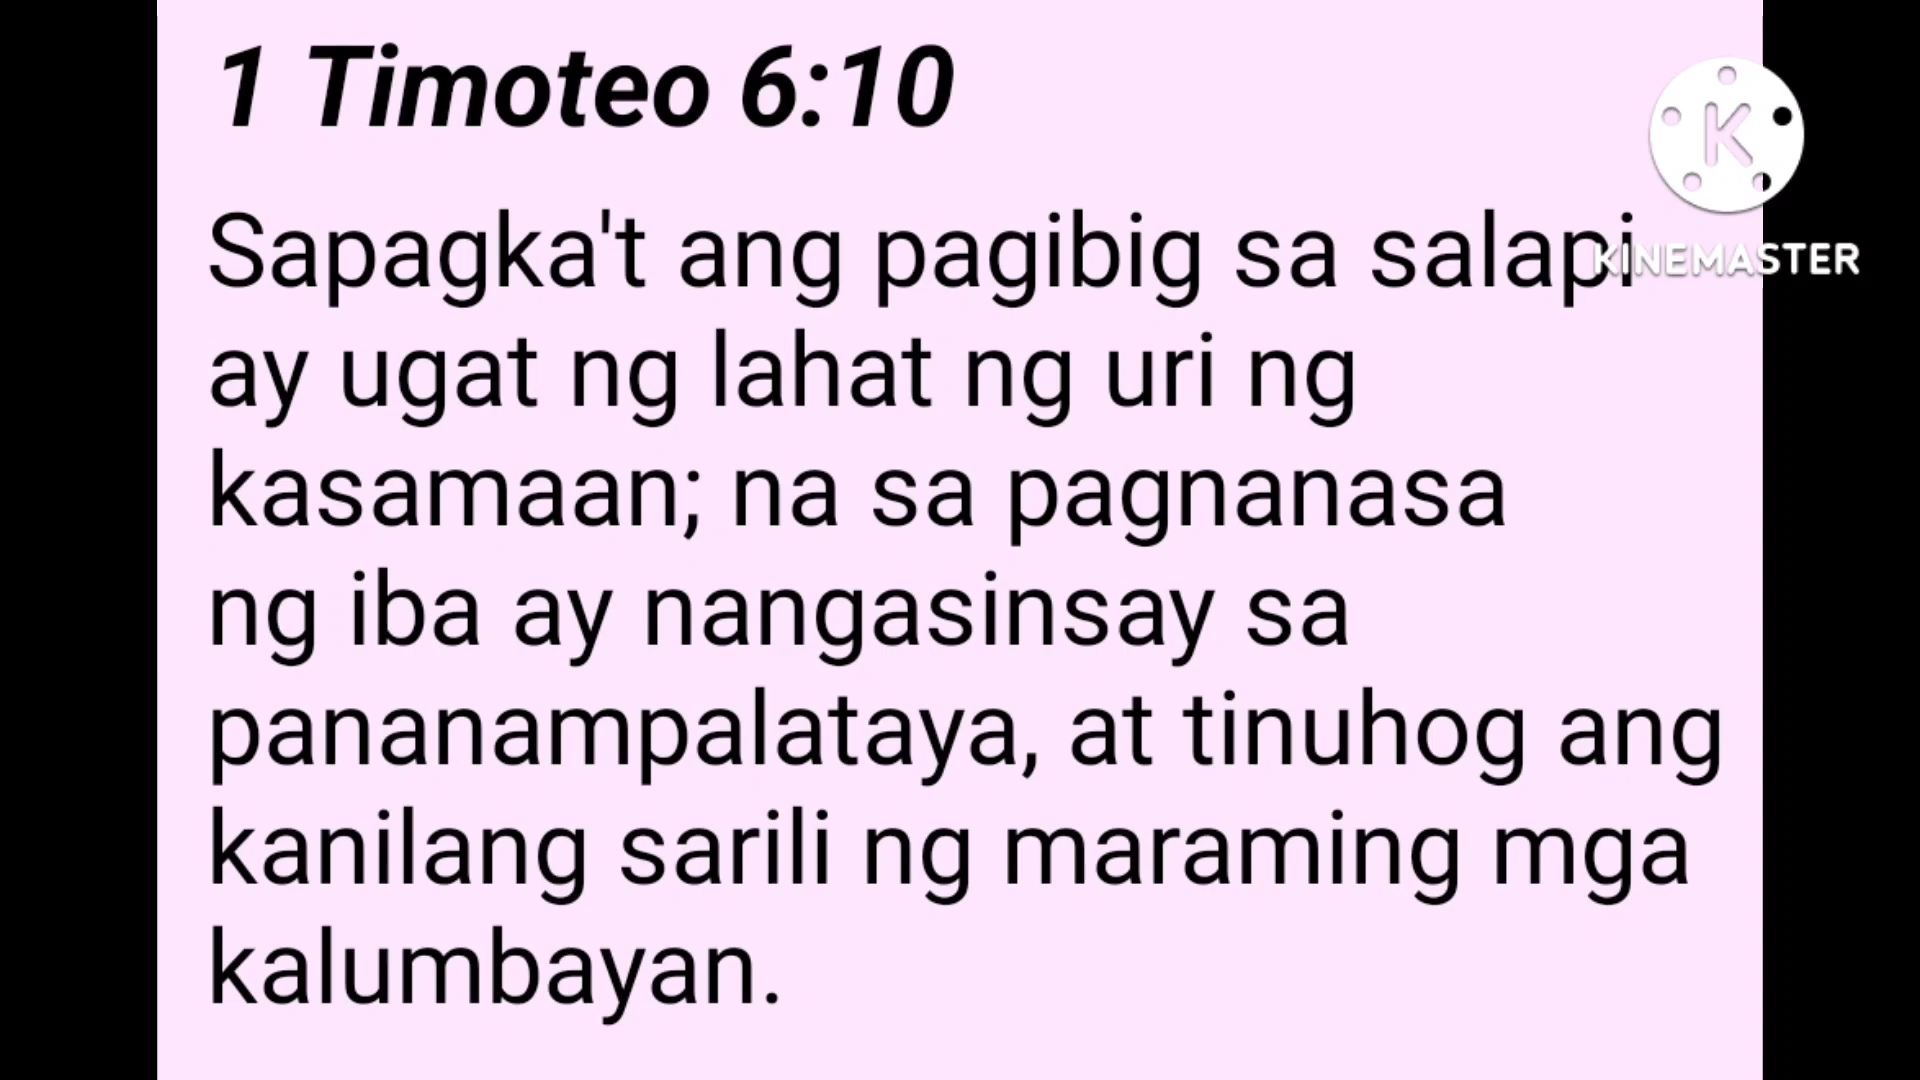 1 Timoteo 6:10
Sapagka't ang pagibig sa salapi
ay ugat ng lahat ng uri ng
kasamaan; na sa pagnanasa
ng iba ay nangasinsay sa
pananampalataya, at tinuhog ang
kanilang sarili ng maraming mga
kalumbayan.
K
KINEMASTER